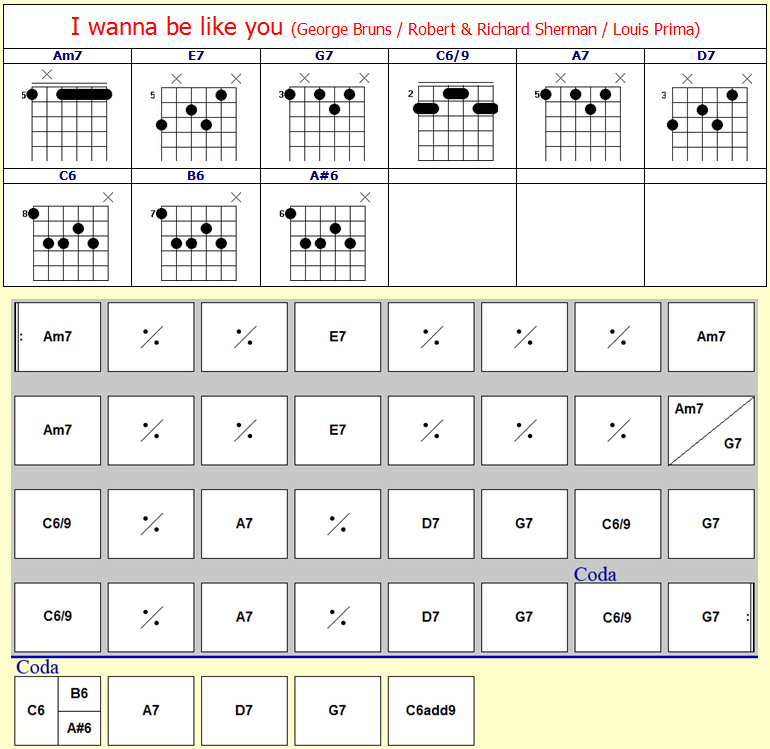 I wanna be like you (George Bruns / Robert & Richard Sherman / Louis Prima)
Am7 E7 G7 C6/9 A7 D7
5 5 3 2 5 3
C6 B6 A#6
8 7 6
Am7 E7 Am7
Am7 E7 Am7 G7
C6/9 A7 D7 G7 C6/9 G7
Coda
C6/9 A7 D7 G7 C6/9 G7
Coda
C6 B6 A#6 A7 D7 G7 C6add9